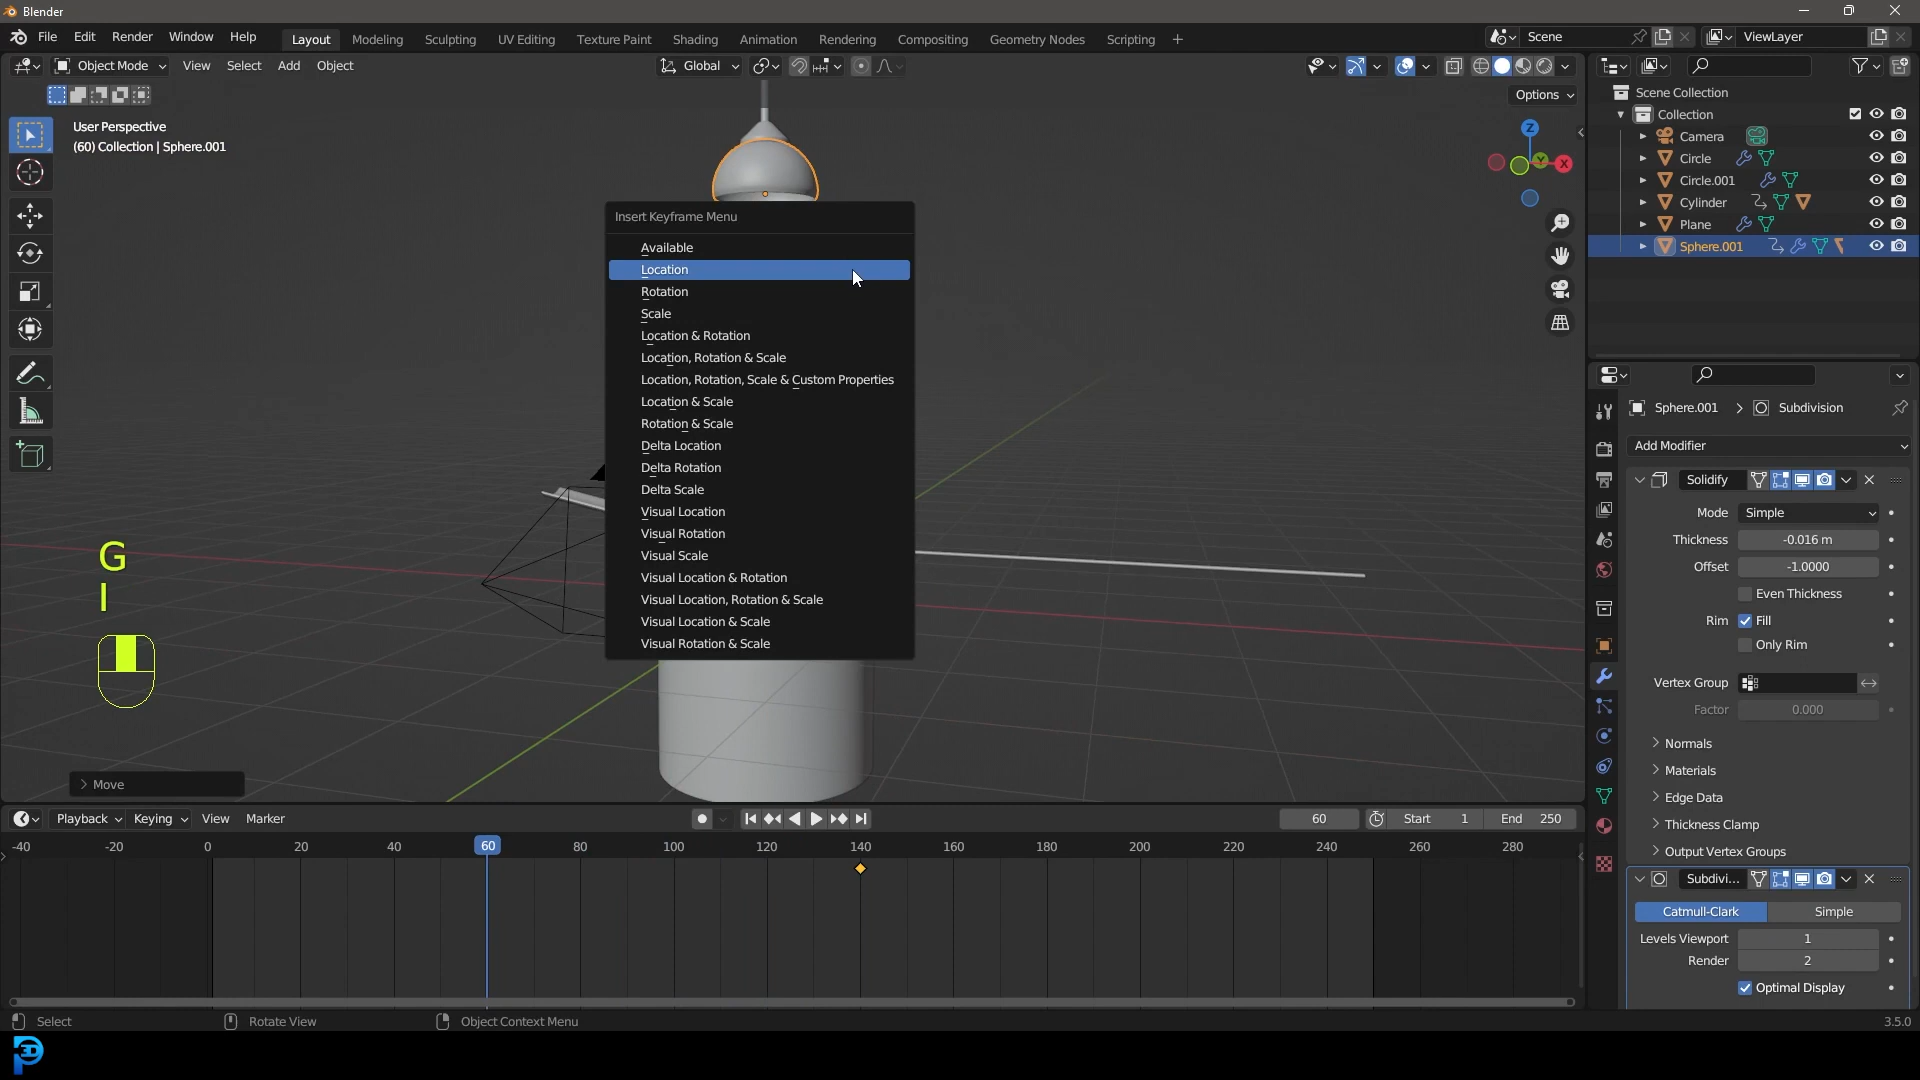 Blender
File Edit Render Window Help Layout Modeling Sculpting UV Editing Texture Paint Shading Animation Rendering Compositing Geometry Nodes Scripting + Scene ViewLayer
Object Mode View Select Add Object Global
Options
User Perspective
(60) Collection | Sphere.001
Z
Y
X
Insert Keyframe Menu
Available
Location
Rotation
Scale
Location & Rotation
Location, Rotation & Scale
Location, Rotation, Scale & Custom Properties
Location & Scale
Rotation & Scale
Delta Location
Delta Rotation
Delta Scale
Visual Location
Visual Rotation
Visual Scale
Visual Location & Rotation
Visual Location, Rotation & Scale
Visual Location & Scale
Visual Rotation & Scale
G
I
Move
Scene Collection
Collection
Camera
Circle
Circle.001
Cylinder
Plane
Sphere.001
Sphere.001 Subdivision
Add Modifier
Solidify
Mode Simple
Thickness -0.016 m
Offset -1.0000
Even Thickness
Rim Fill
Only Rim
Vertex Group
Factor 0.000
Normals
Materials
Edge Data
Thickness Clamp
Output Vertex Groups
Subdivi...
Catmull-Clark Simple
Levels Viewport 1
Render 2
Optimal Display
Playback Keying View Marker 60 Start 1 End 250
-40 -20 0 20 40 60 80 100 120 140 160 180 200 220 240 260 280
Select Rotate View Object Context Menu 3.5.0